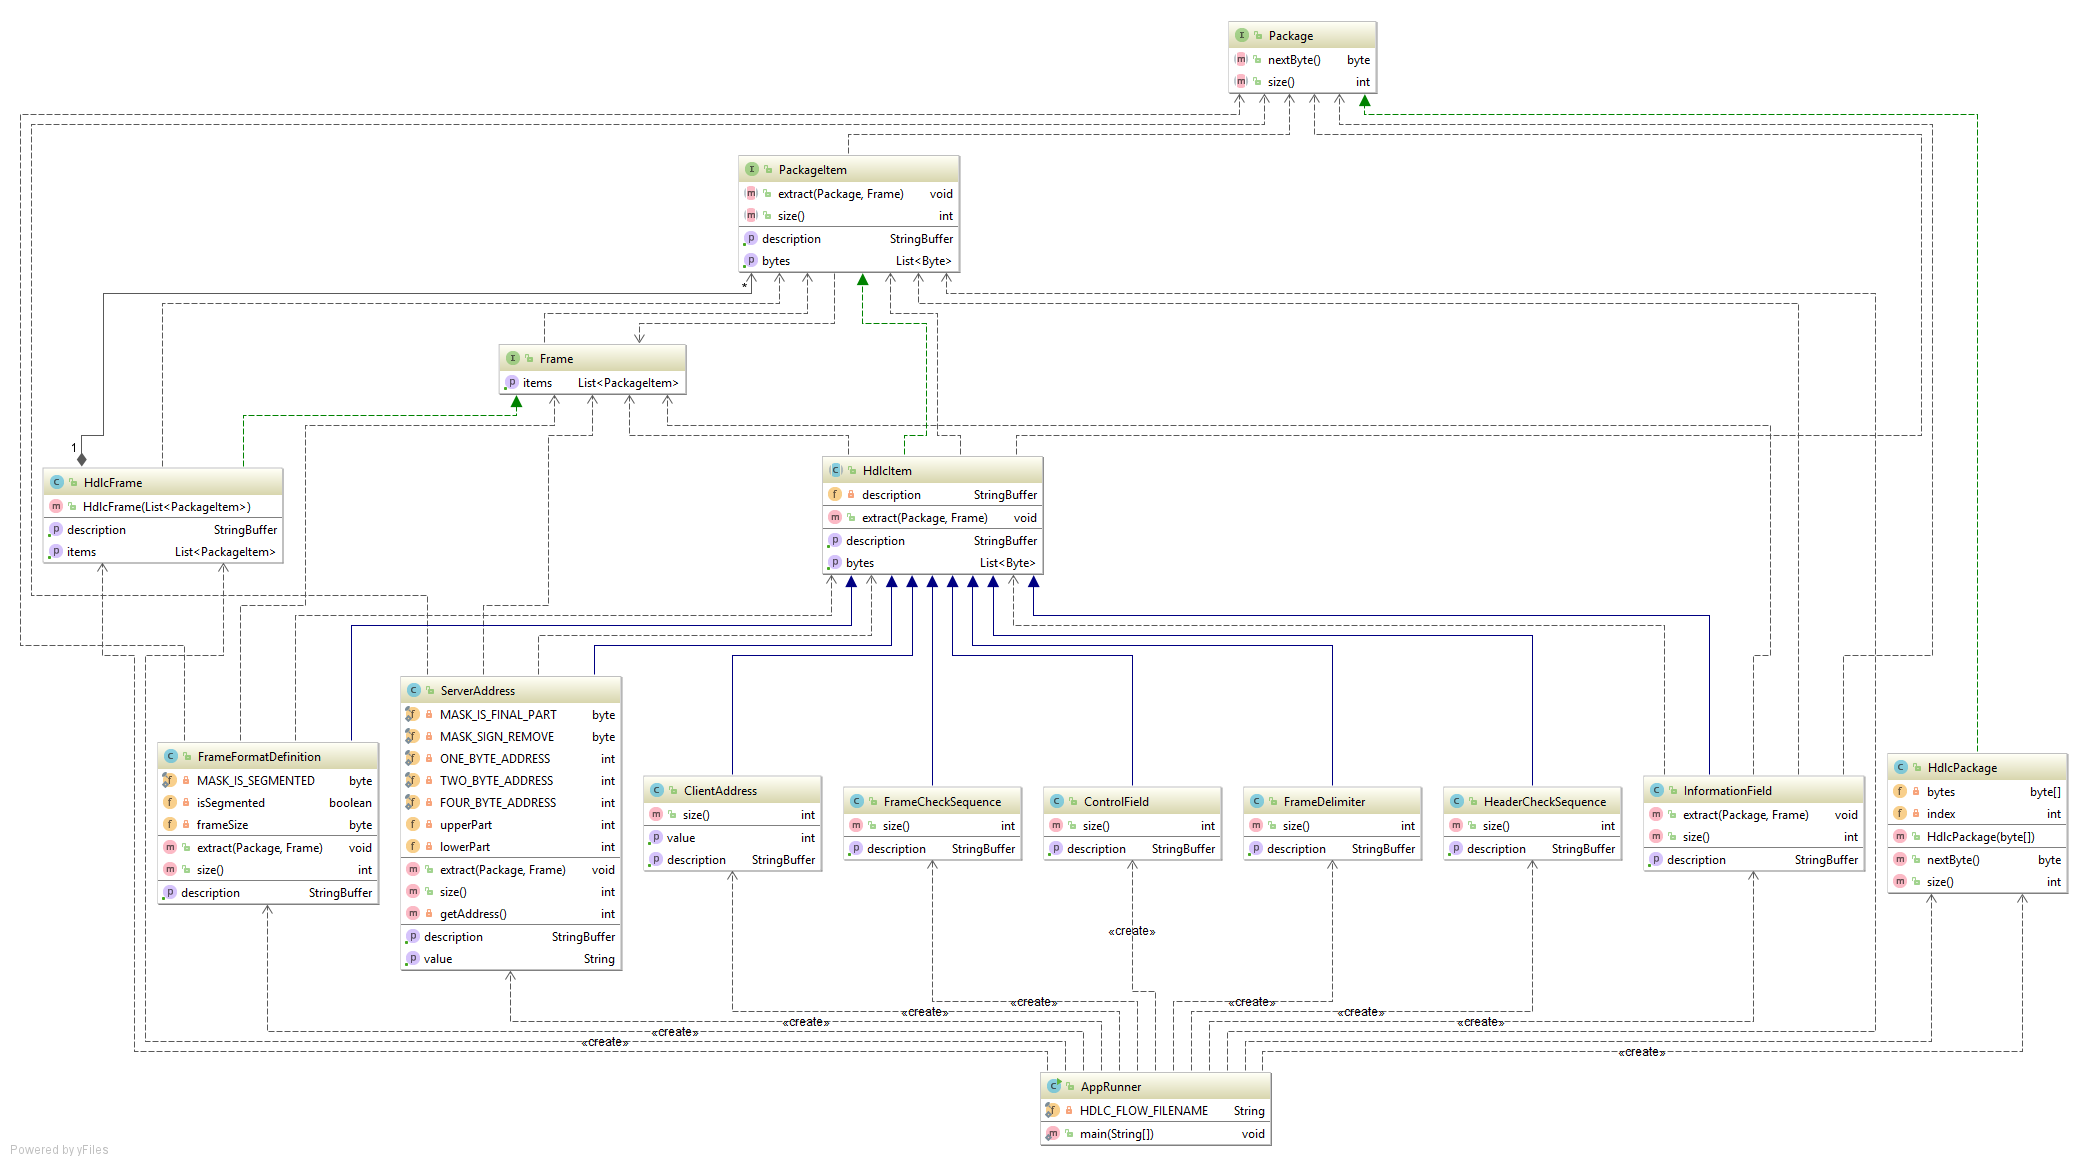 Package
nextByte() byte
size() int
PackageItem
extract(Package, Frame) void
size() int
description StringBuffer
bytes List<Byte>
*
Frame
items List<PackageItem>
1
HdlcFrame
HdlcFrame(List<PackageItem>)
description StringBuffer
items List<PackageItem>
HdlcItem
description StringBuffer
extract(Package, Frame) void
description StringBuffer
bytes List<Byte>
FrameFormatDefinition
MASK_IS_SEGMENTED byte
isSegmented boolean
frameSize byte
extract(Package, Frame) void
size() int
description StringBuffer
ServerAddress
MASK_IS_FINAL_PART byte
MASK_SIGN_REMOVE byte
ONE_BYTE_ADDRESS int
TWO_BYTE_ADDRESS int
FOUR_BYTE_ADDRESS int
upperPart int
lowerPart int
extract(Package, Frame) void
size() int
getAddress() int
description StringBuffer
value String
ClientAddress
size() int
value int
description StringBuffer
FrameCheckSequence
size() int
description StringBuffer
ControlField
size() int
description StringBuffer
FrameDelimiter
size() int
description StringBuffer
HeaderCheckSequence
size() int
description StringBuffer
InformationField
extract(Package, Frame) void
size() int
description StringBuffer
HdlcPackage
bytes byte[]
index int
HdlcPackage(byte[])
nextByte() byte
size() int
«create»
«create»
«create»
«create»
«create»
«create»
«create»
«create»
«create»
«create»
AppRunner
HDLC_FLOW_FILENAME String
main(String[]) void
Powered by yFiles